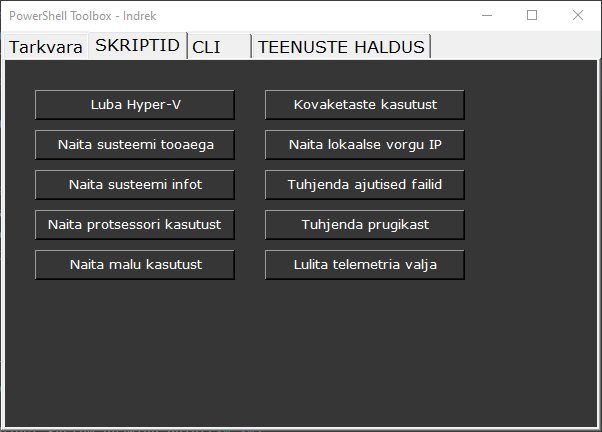 PowerShell Toolbox - Indrek
Tarkvara SKRIPTID CLI TEENUSTE HALDUS
Luba Hyper-V
Naita susteemi tooaega
Naita susteemi infot
Naita protsessori kasutust
Naita malu kasutust
Kovaketaste kasutust
Naita lokaalse vorgu IP
Tuhjenda ajutised failid
Tuhjenda prugikast
Lulita telemetria valja